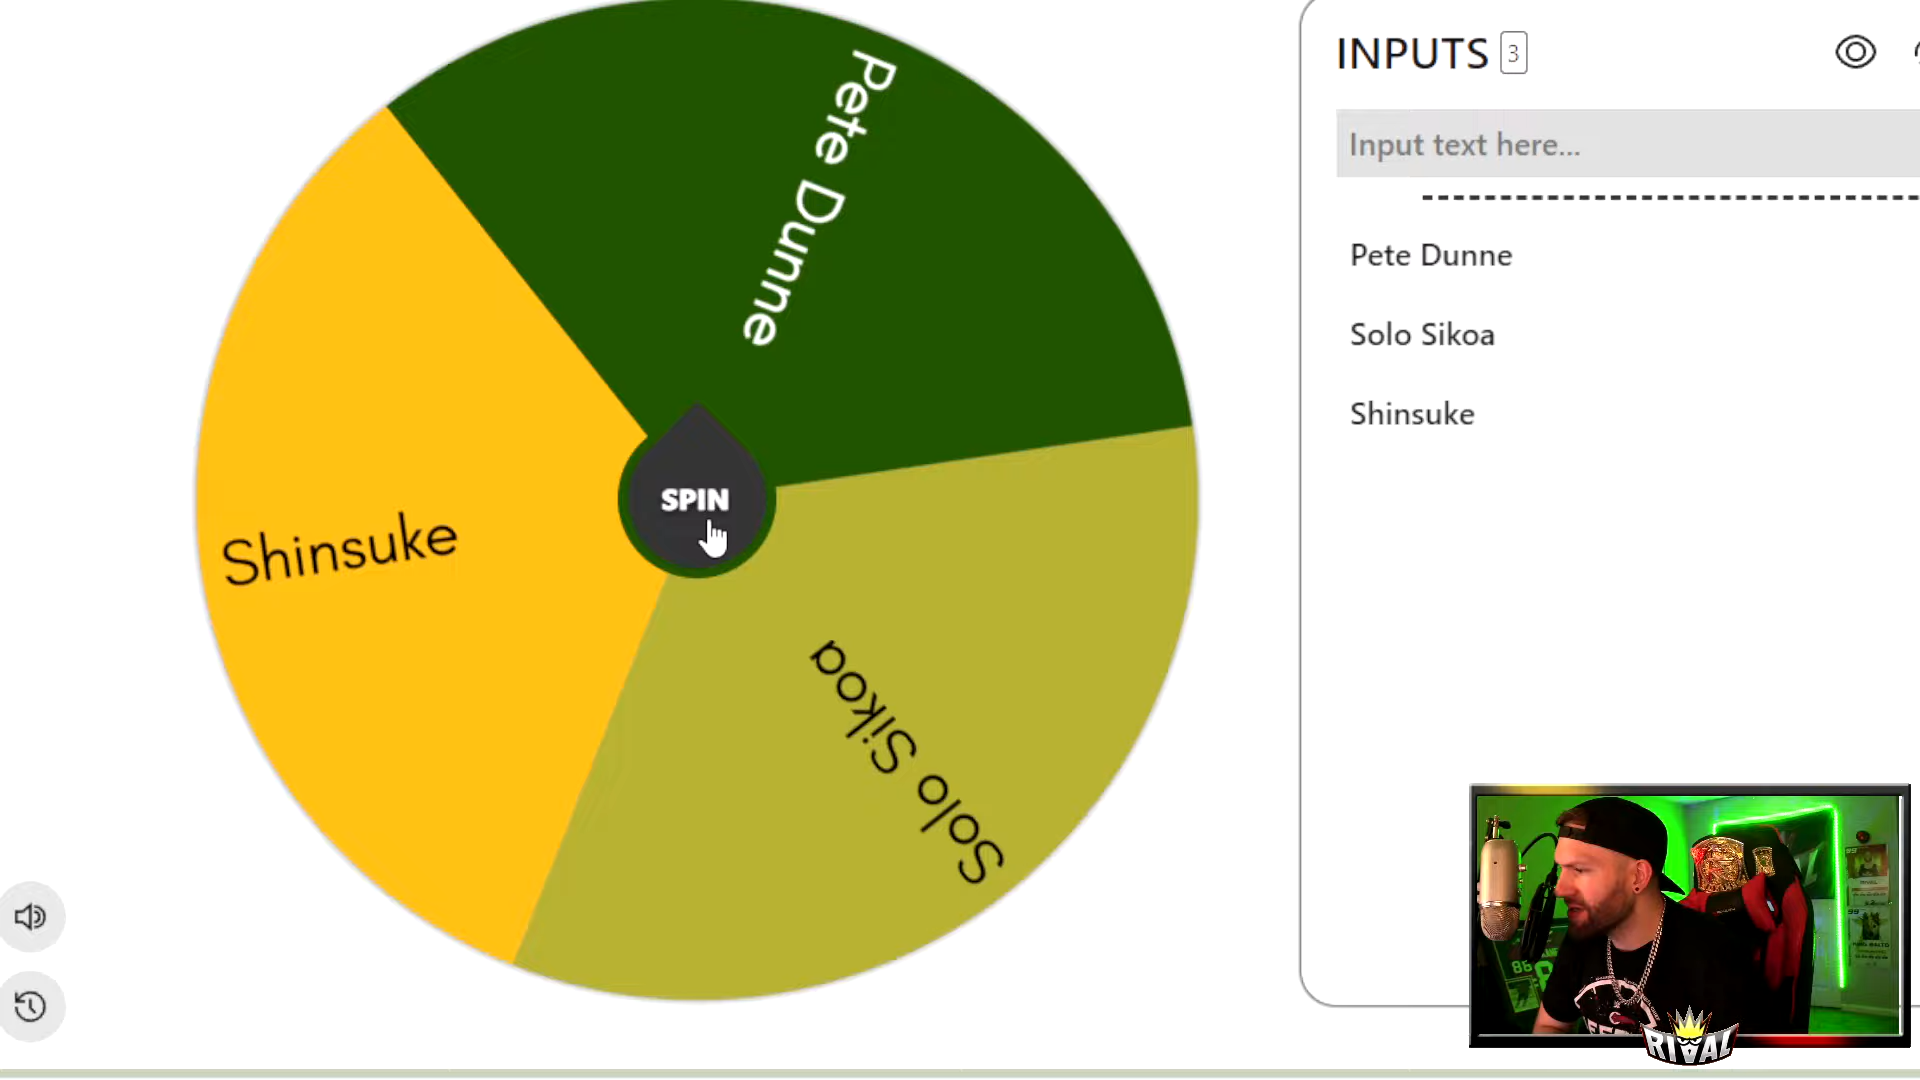 INPUTS 3
Input text here...
Pete Dunne
Solo Sikoa
Shinsuke
Pete Dunne
Shinsuke
Solo Sikoa
SPIN
RIVAL